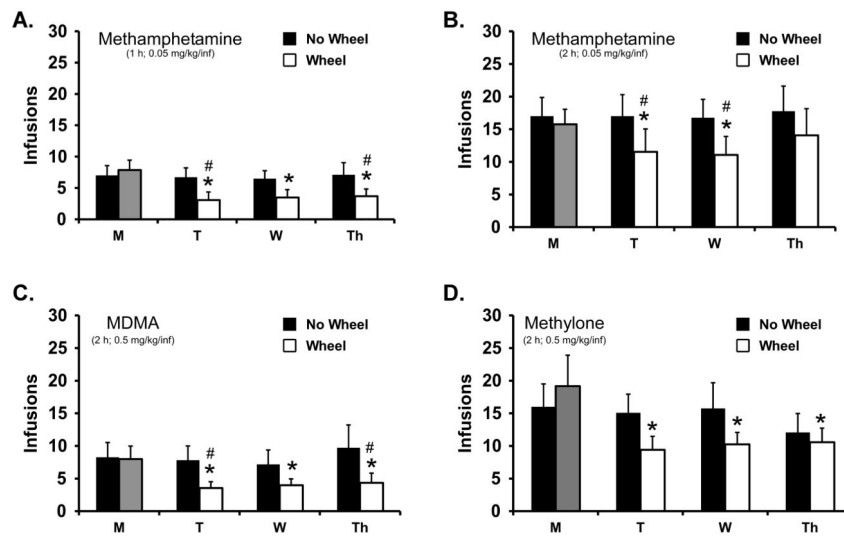 A.
Methamphetamine
(1 h; 0.05 mg/kg/inf)
No Wheel
Wheel
Infusions
30
25
20
15
10
5
0
#
*
*
#
*
M T W Th
B.
Methamphetamine
(2 h; 0.05 mg/kg/inf)
No Wheel
Wheel
Infusions
30
25
20
15
10
5
0
#
*
#
*
M T W Th
C.
MDMA
(2 h; 0.5 mg/kg/inf)
No Wheel
Wheel
Infusions
30
25
20
15
10
5
0
#
*
*
#
*
M T W Th
D.
Methylone
(2 h; 0.5 mg/kg/inf)
No Wheel
Wheel
Infusions
30
25
20
15
10
5
0
*
*
*
M T W Th